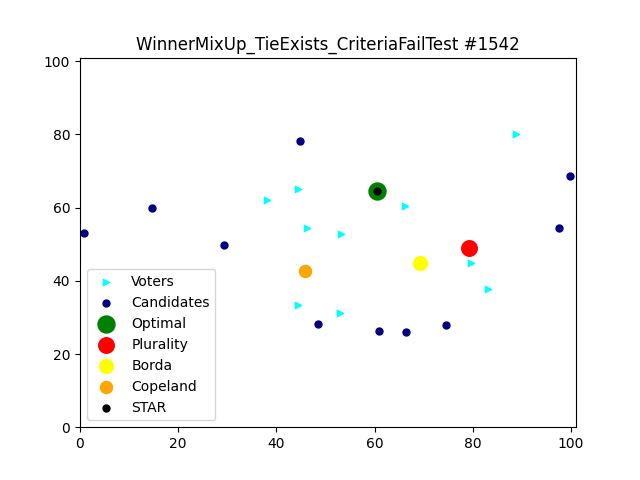 WinnerMixUp_TieExists_CriteriaFailTest #1542
100
80
60
40
20
0
Voters
Candidates
Optimal
Plurality
Borda
Copeland
STAR
0 20 40 60 80 100